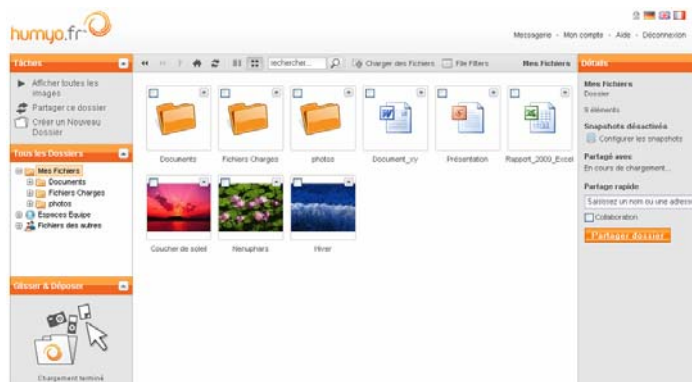 humyo.fr
Messagerie - Mon compte - Aide - Déconnexion
Tâches
Afficher toutes les images
Partager ce dossier
Créer un Nouveau Dossier
Tous les Dossiers
Mes Fichiers
Documents
Fichiers Charges
photos
Especes Équipe
Fichiers des autres
Glisser & Déposer
Chargement terminé
rechercher...
Charger des Fichiers
File Filters
Mes Fichiers
Documents
Fichiers Charges
photos
Document_xy
Présentation
Rapport_2009_Excel
Coucher de soleil
Nenuphars
Hiver
Détails
Mes Fichiers
Dossier
9 éléments
Snapshots désactivés
Configurer les snapshots
Partagé avec
En cours de chargement...
Partage rapide
Saisissez un nom ou une adresse
Collaboration
Partager dossier